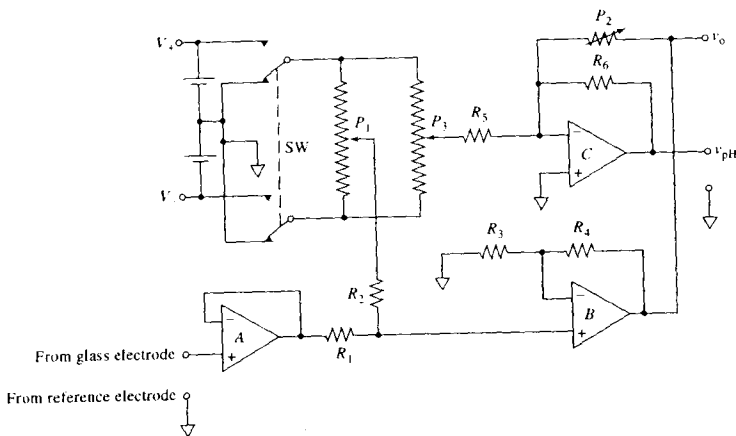 V+
P2
vo
R6
R5
P1
P3
SW
C
vpH
V-
R3
R4
R2
B
A
R1
From glass electrode
From reference electrode